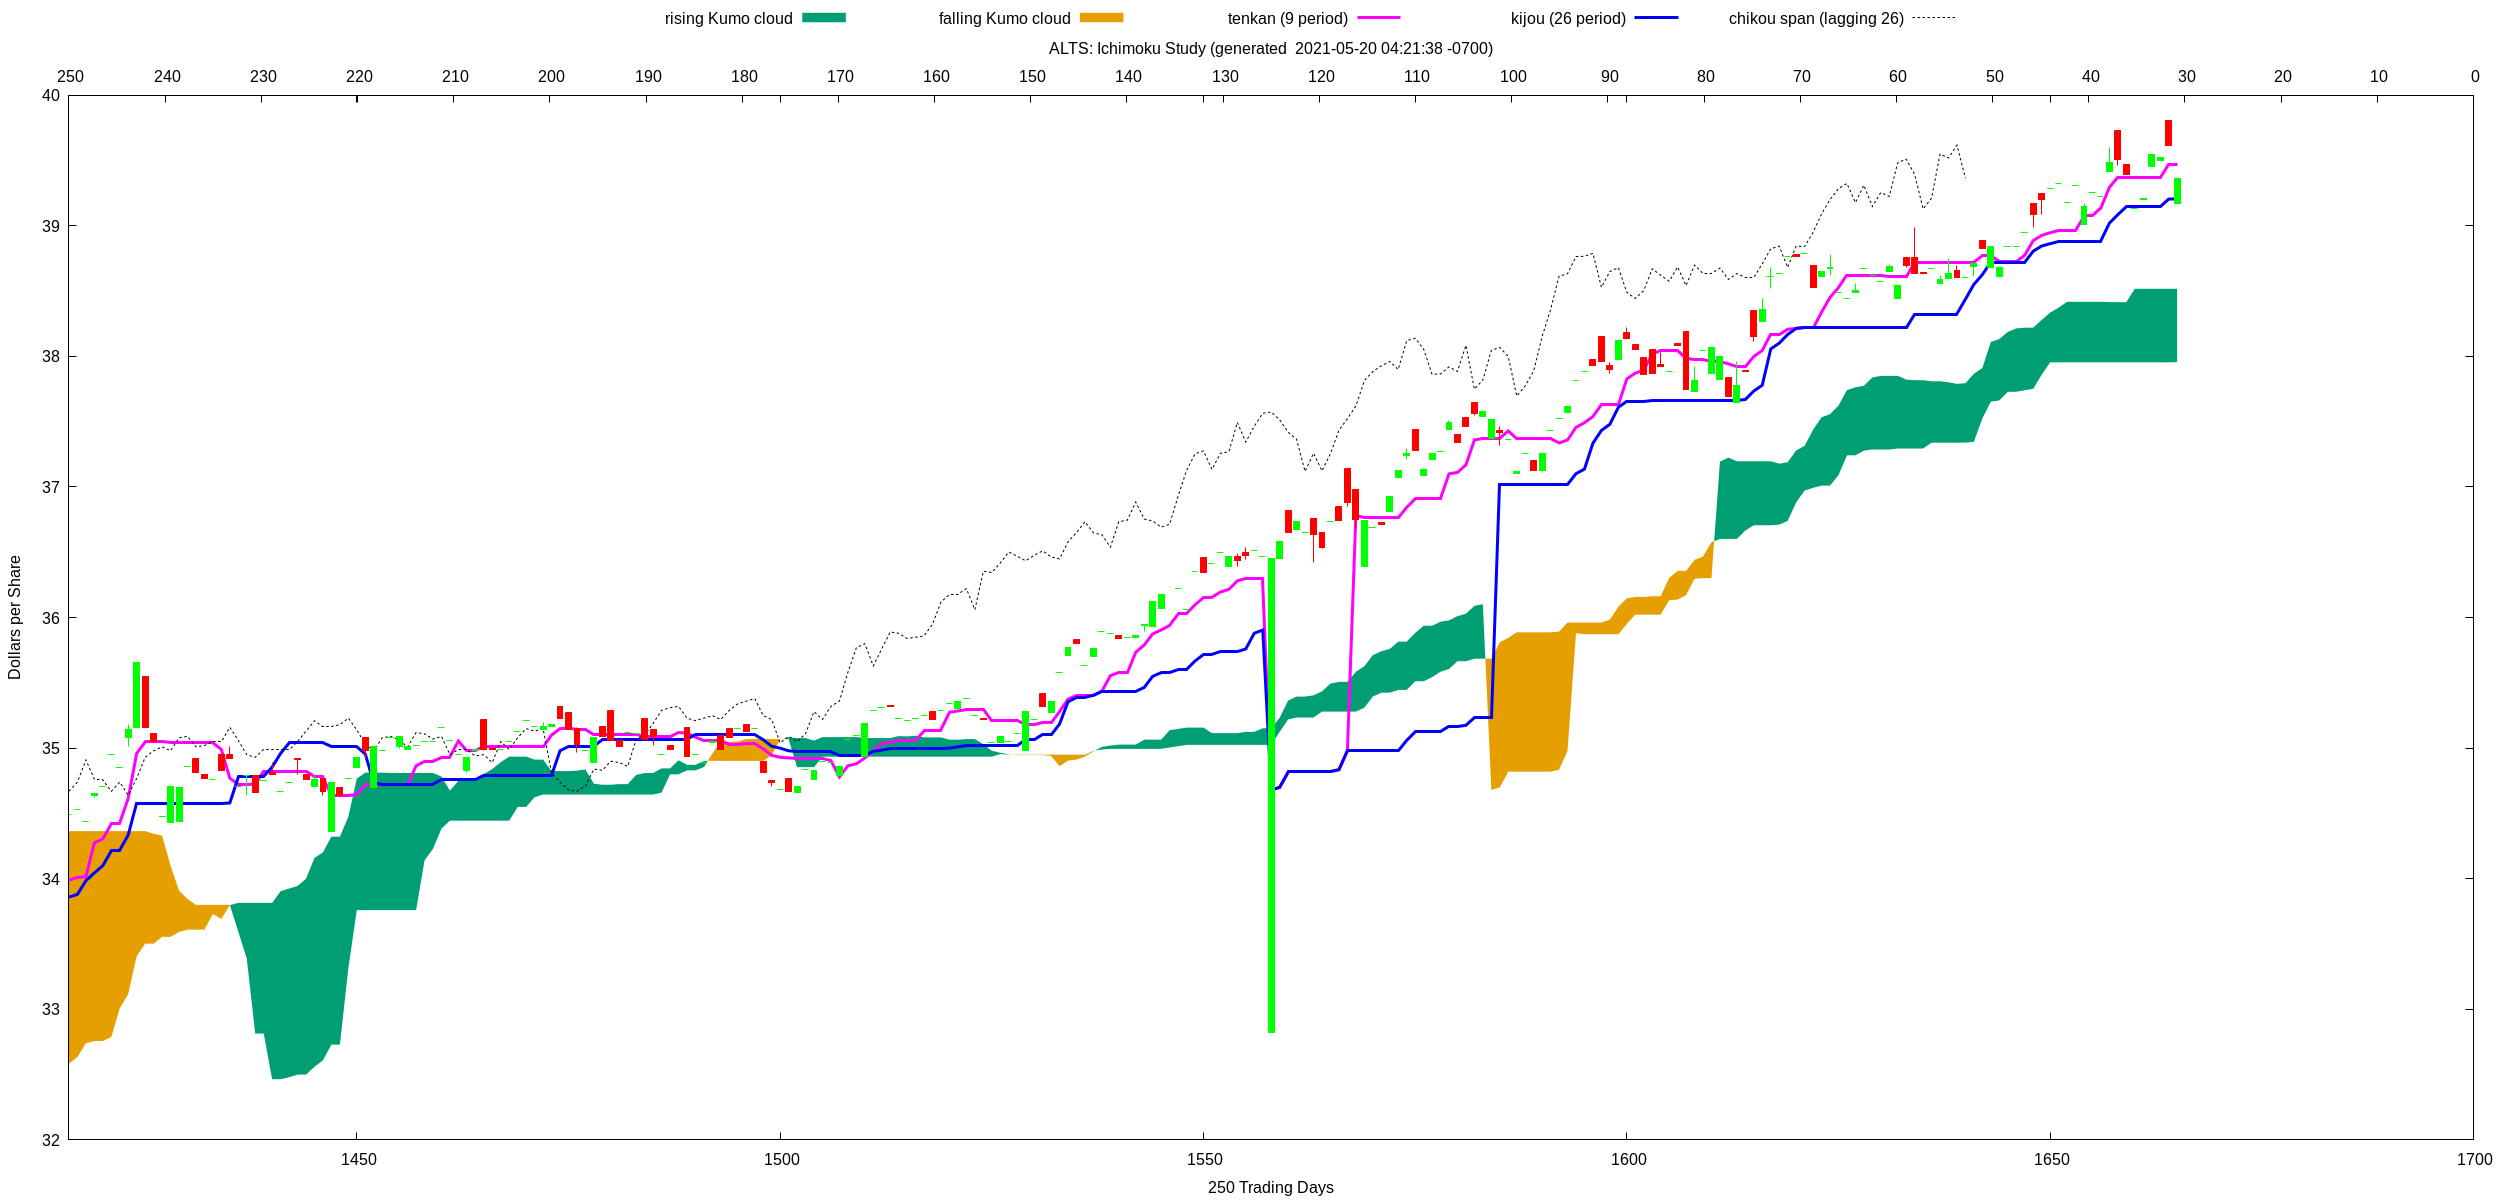 rising Kumo cloud falling Kumo cloud tenkan (9 period) kijou (26 period) chikou span (lagging 26)
ALTS: Ichimoku Study (generated  2021-05-20 04:21:38 -0700)
250 240 230 220 210 200 190 180 170 160 150 140 130 120 110 100 90 80 70 60 50 40 30 20 10 0
40
39
38
37
36
35
34
33
32
Dollars per Share
1450 1500 1550 1600 1650 1700
250 Trading Days